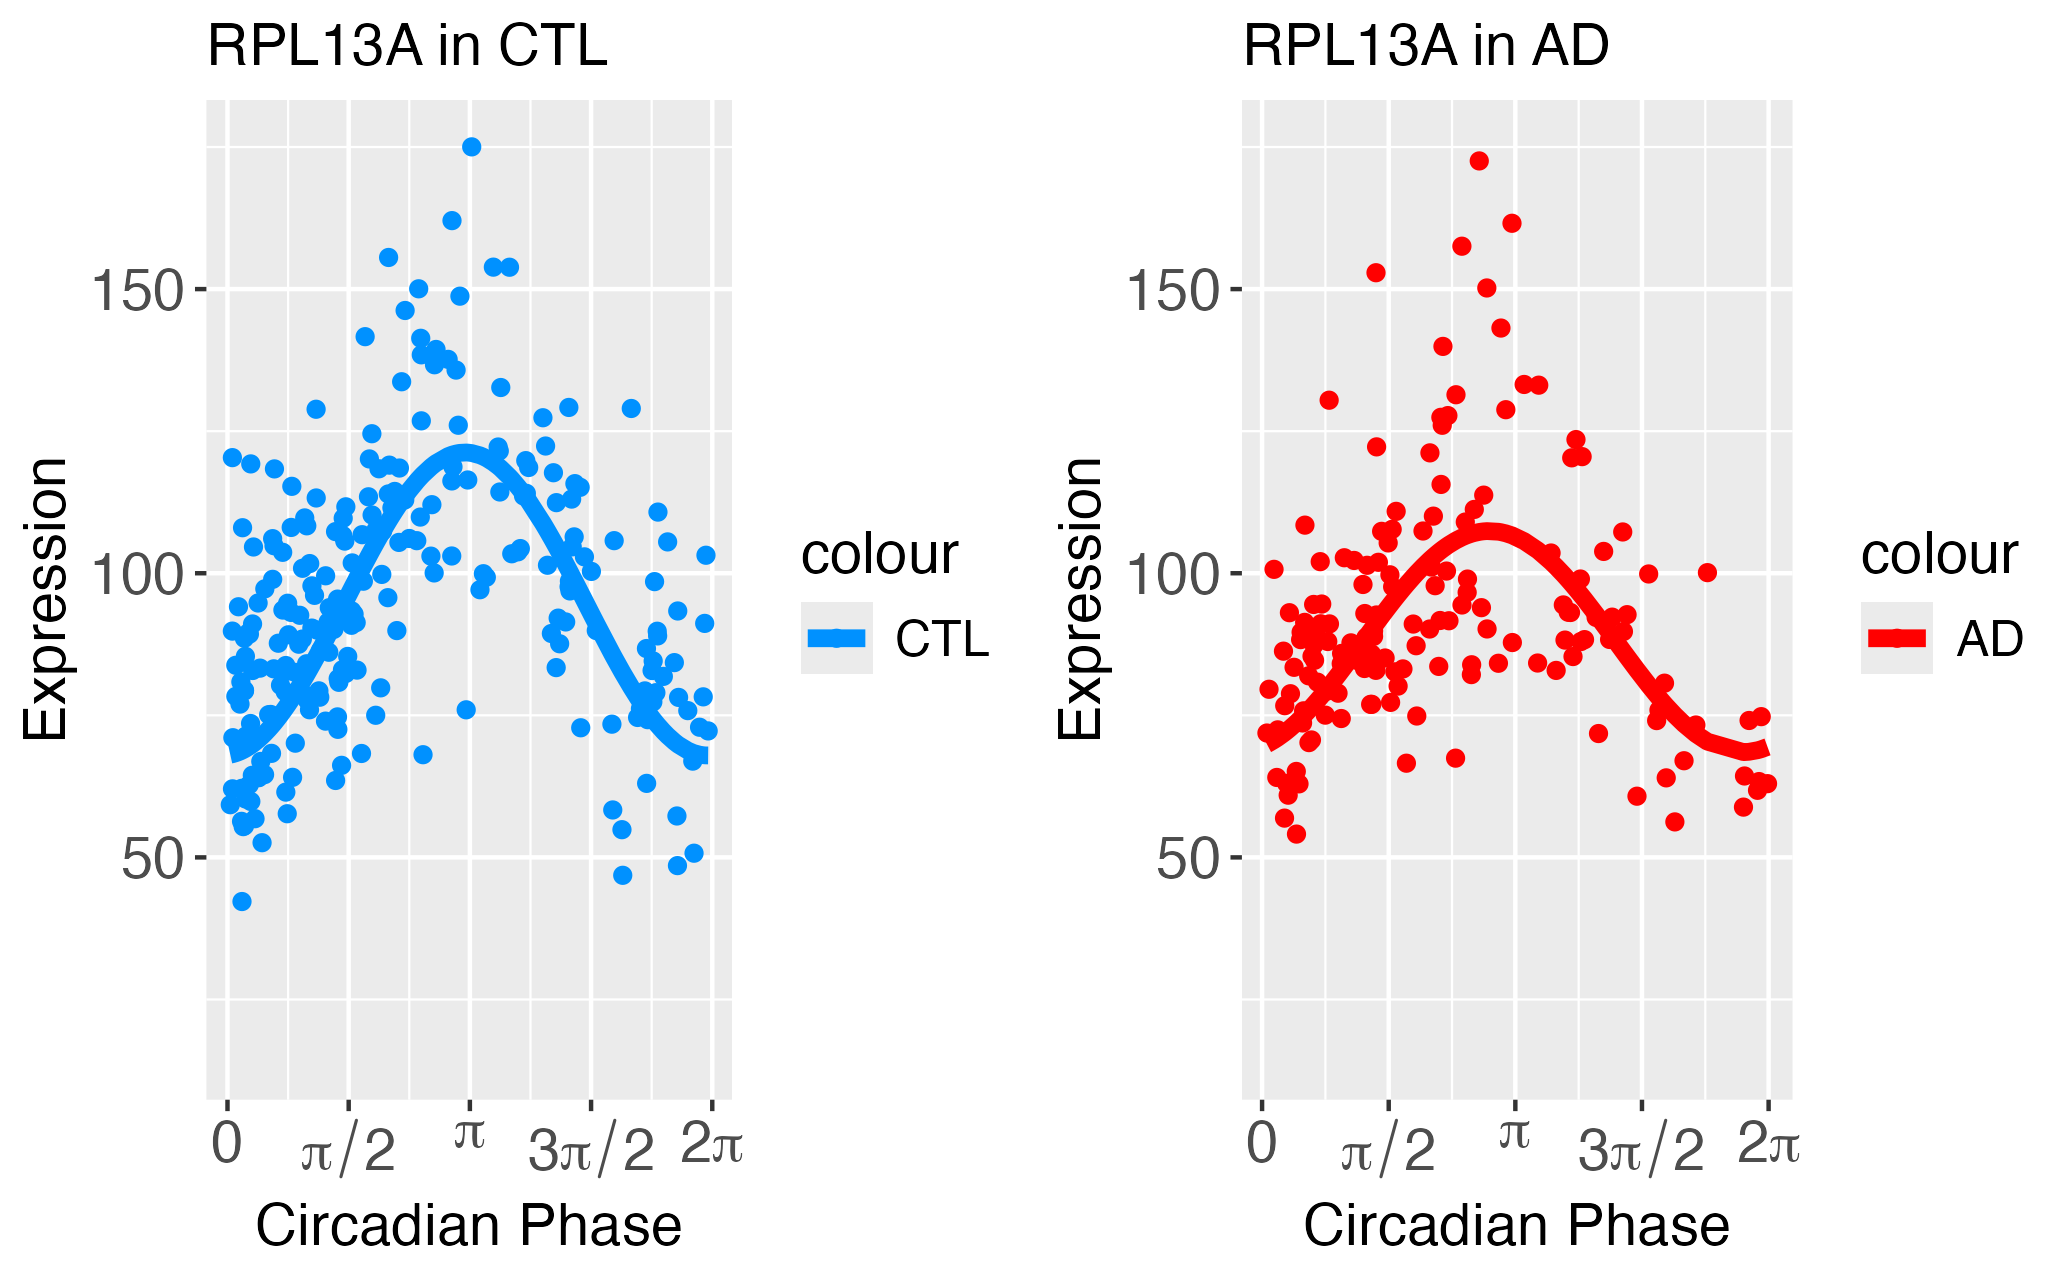 RPL13A in CTL
Expression
150
100
50
0
π/2
π
3π/2
2π
Circadian Phase
colour
CTL
RPL13A in AD
Expression
150
100
50
0
π/2
π
3π/2
2π
Circadian Phase
colour
AD